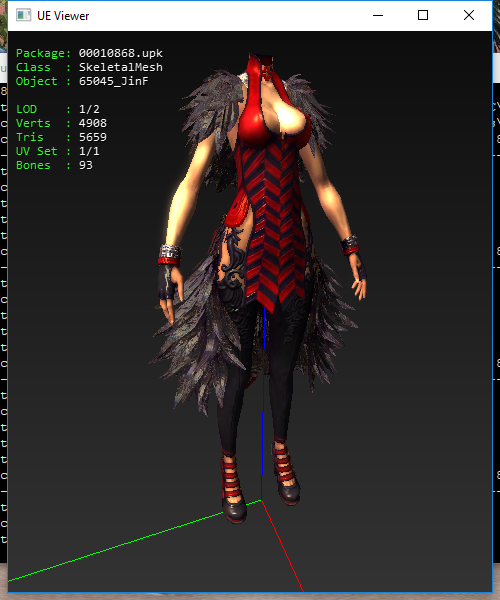 UE Viewer
Package: 00010868.upk
Class : SkeletalMesh
Object : 65045_JinF
LOD : 1/2
Verts : 4908
Tris : 5659
UV Set : 1/1
Bones : 93